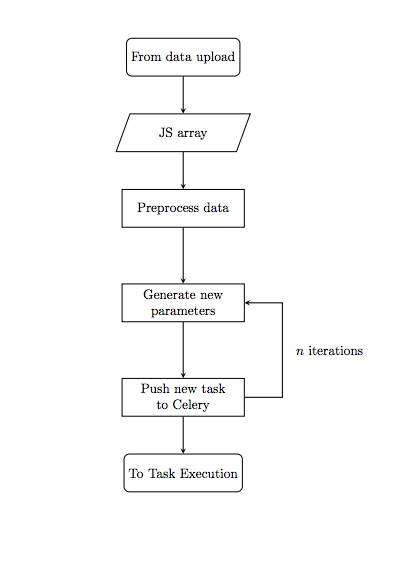 From data upload
JS array
Preprocess data
Generate new
parameters
n iterations
Push new task
to Celery
To Task Execution